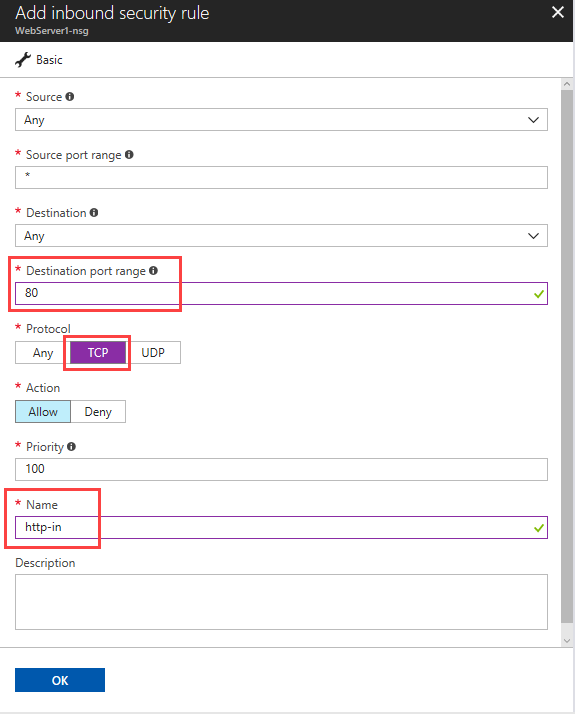 Add inbound security rule
WebServer1-nsg
Basic
* Source
Any
* Source port range
*
* Destination
Any
* Destination port range
80
* Protocol
Any TCP UDP
* Action
Allow Deny
* Priority
100
* Name
http-in
Description
OK